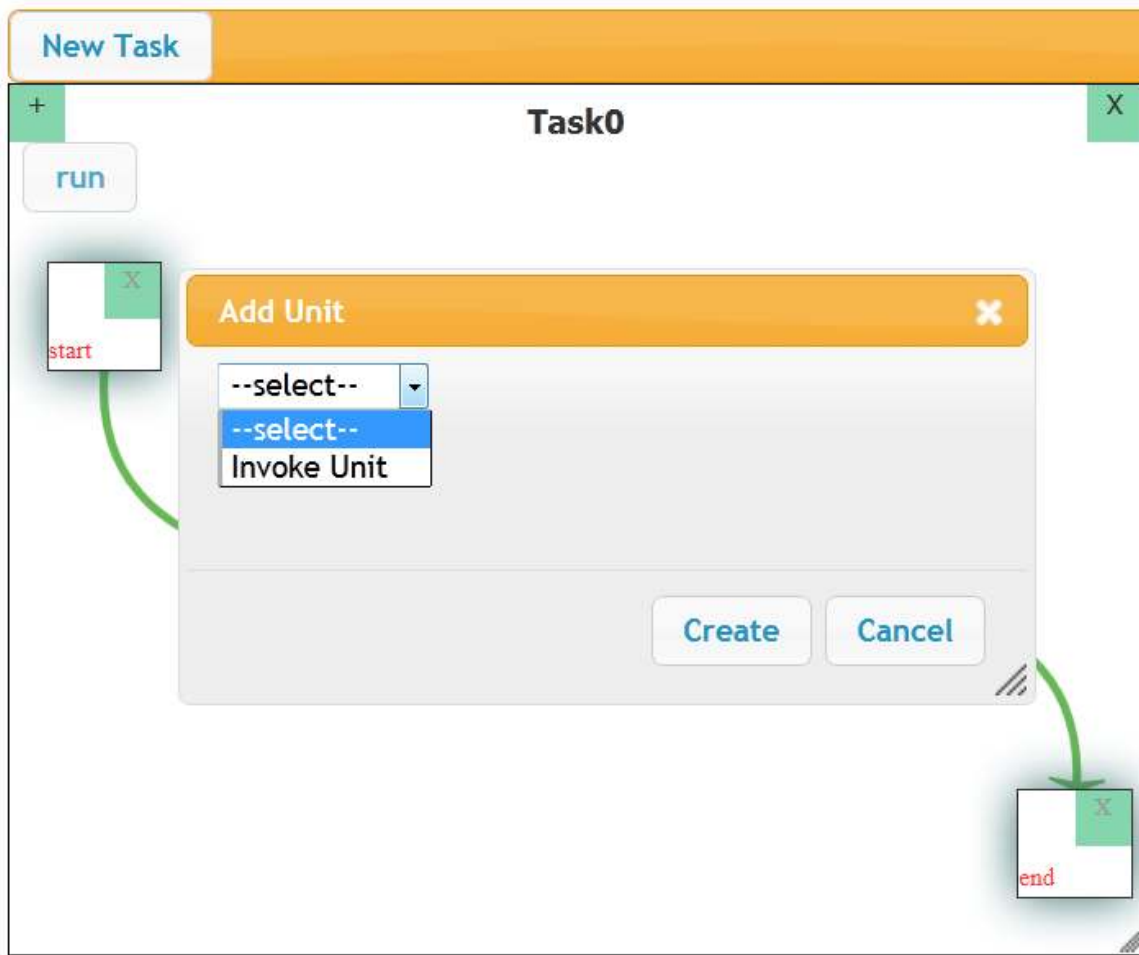 New Task
+
Task0
X
run
X
start
Add Unit
--select--
--select--
Invoke Unit
Create
Cancel
X
end